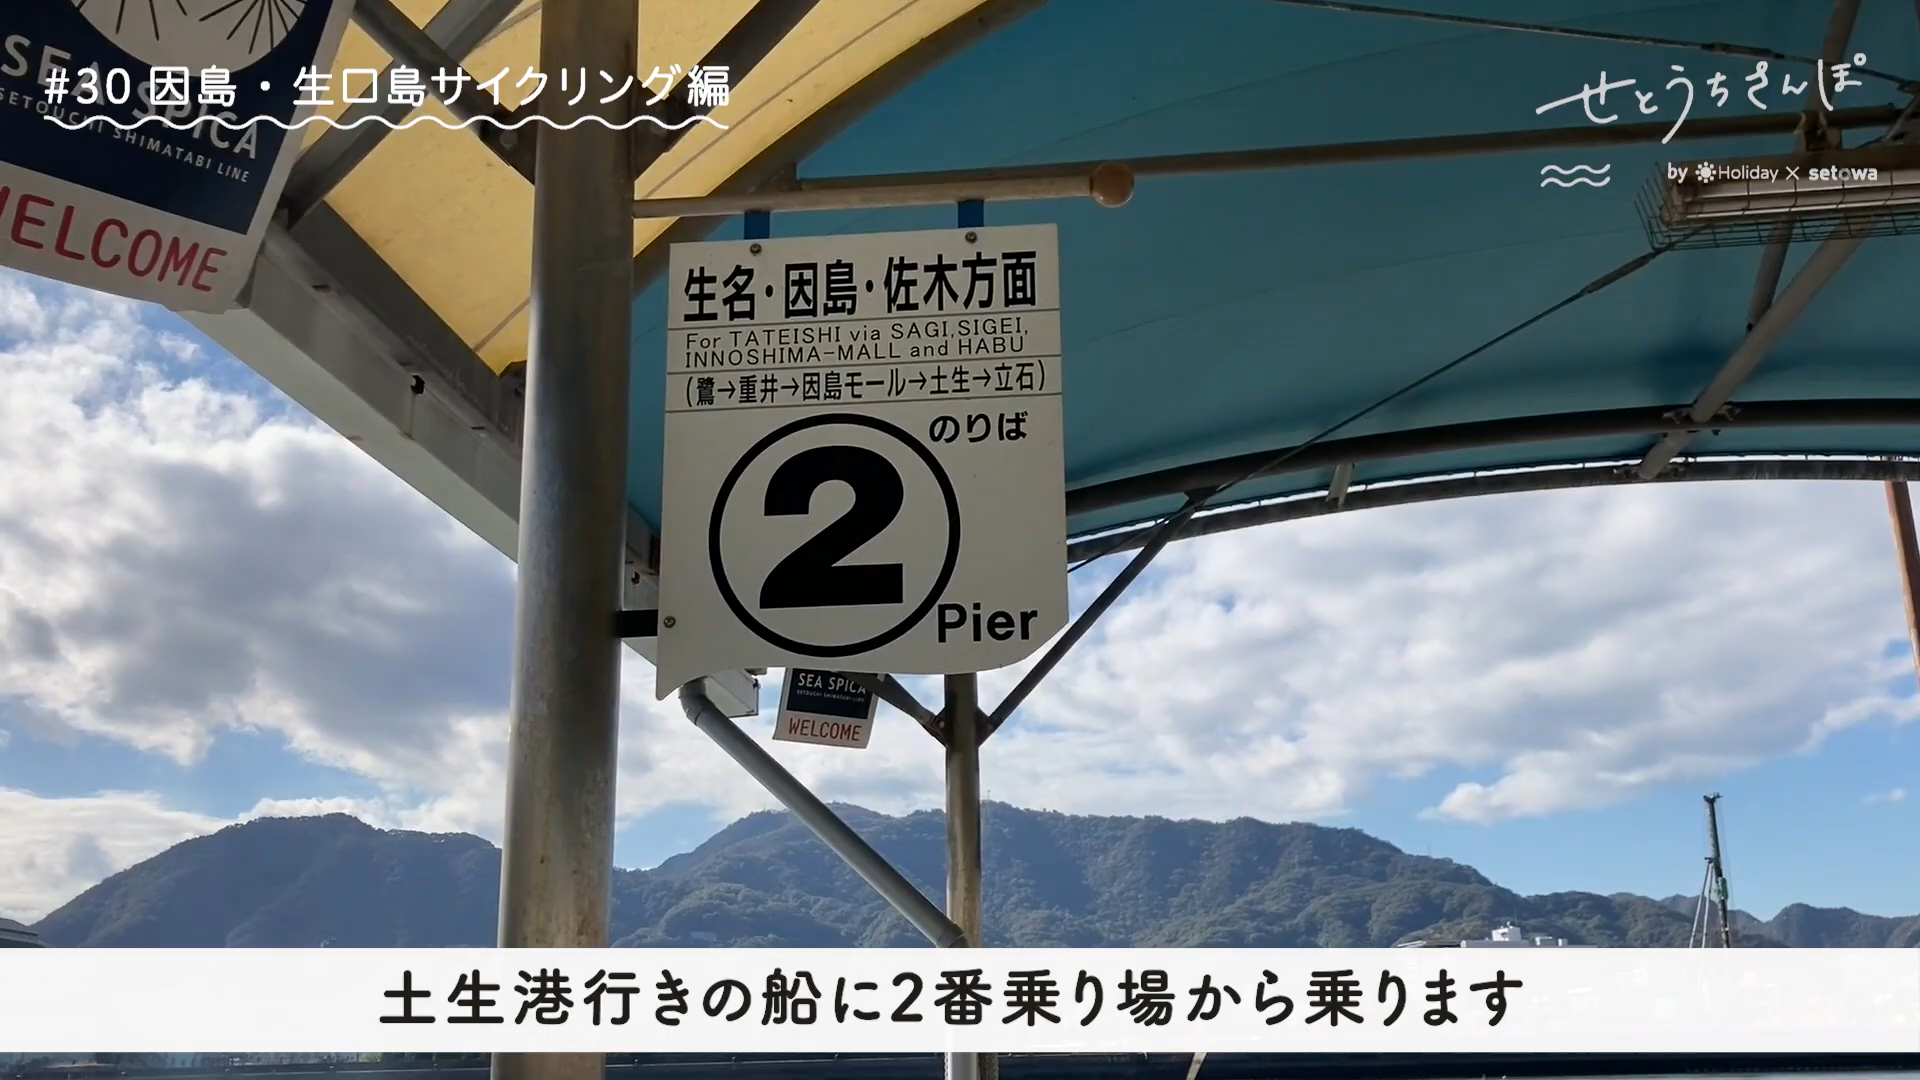 #30 因島・生口島サイクリング編
せとうちさんぽ
by Holiday × setowa
SEA SPICA
SETOUCHI SHIMATABI LINE
WELCOME
生名・因島・佐木方面
For TATEISHI via SAGI,SIGEI,
INNOSHIMA-MALL and HABU
(鷺→重井→因島モール→土生→立石)
のりば
2
Pier
SEA SPICA
SETOUCHI SHIMATABI LINE
WELCOME
土生港行きの船に2番乗り場から乗ります